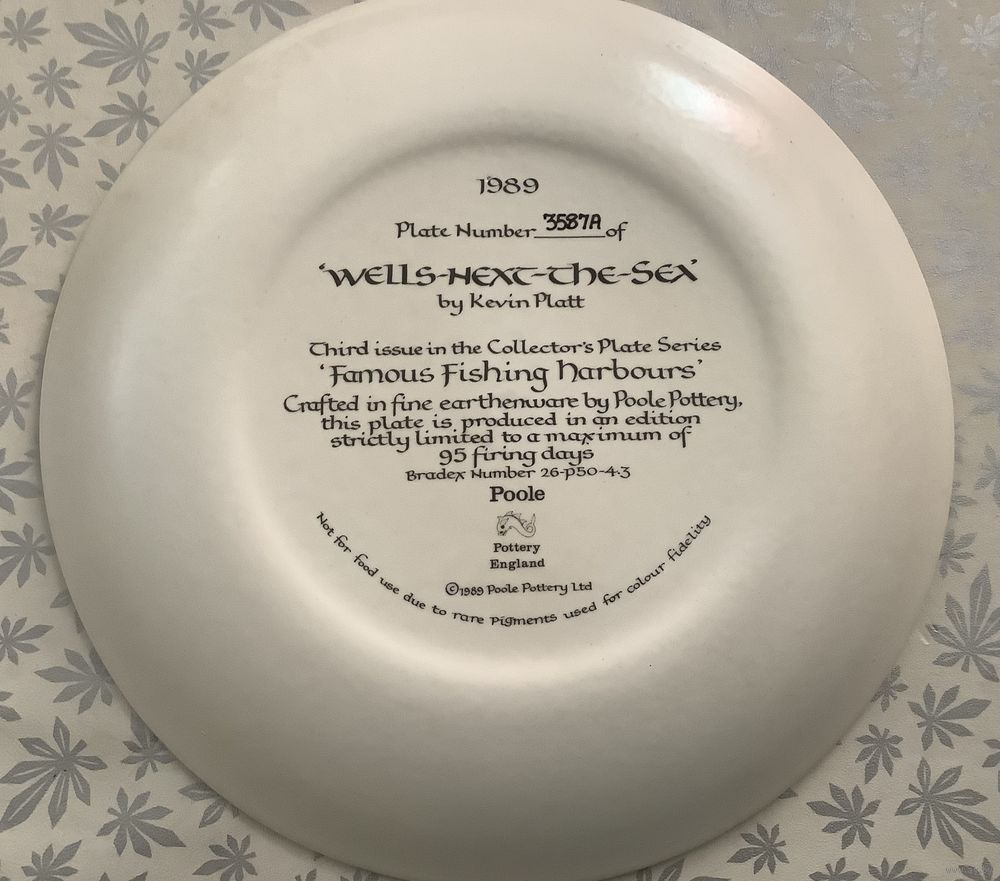 1989
Plate Number 3587A of
'WELLS-NEXT-THE-SEA'
by Kevin Platt
Third issue in the Collector's Plate Series
'Famous Fishing Harbours'
Crafted in fine earthenware by Poole Pottery,
this plate is produced in an edition
strictly limited to a maximum of
95 firing days
Bradex Number 26-P50-4.3
Poole
Pottery
England
©1989 Poole Pottery Ltd
Not for food use due to rare pigments used for colour fidelity